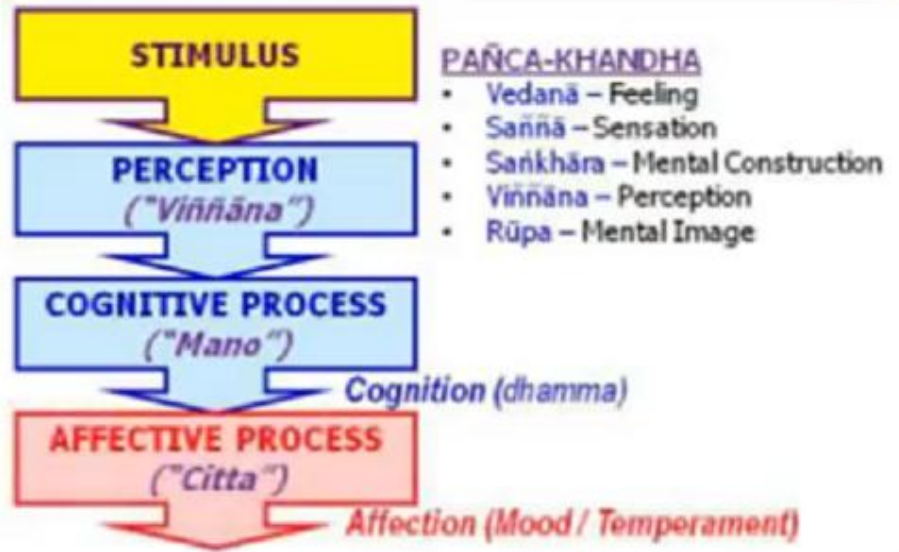 STIMULUS
PERCEPTION
("Viññāna")
COGNITIVE PROCESS
("Mano")
Cognition (dhamma)
AFFECTIVE PROCESS
("Citta")
Affection (Mood / Temperament)
PAÑCA-KHANDHA
• Vedanā – Feeling
• Saññā – Sensation
• Saṅkhāra – Mental Construction
• Viññāna – Perception
• Rūpa – Mental Image